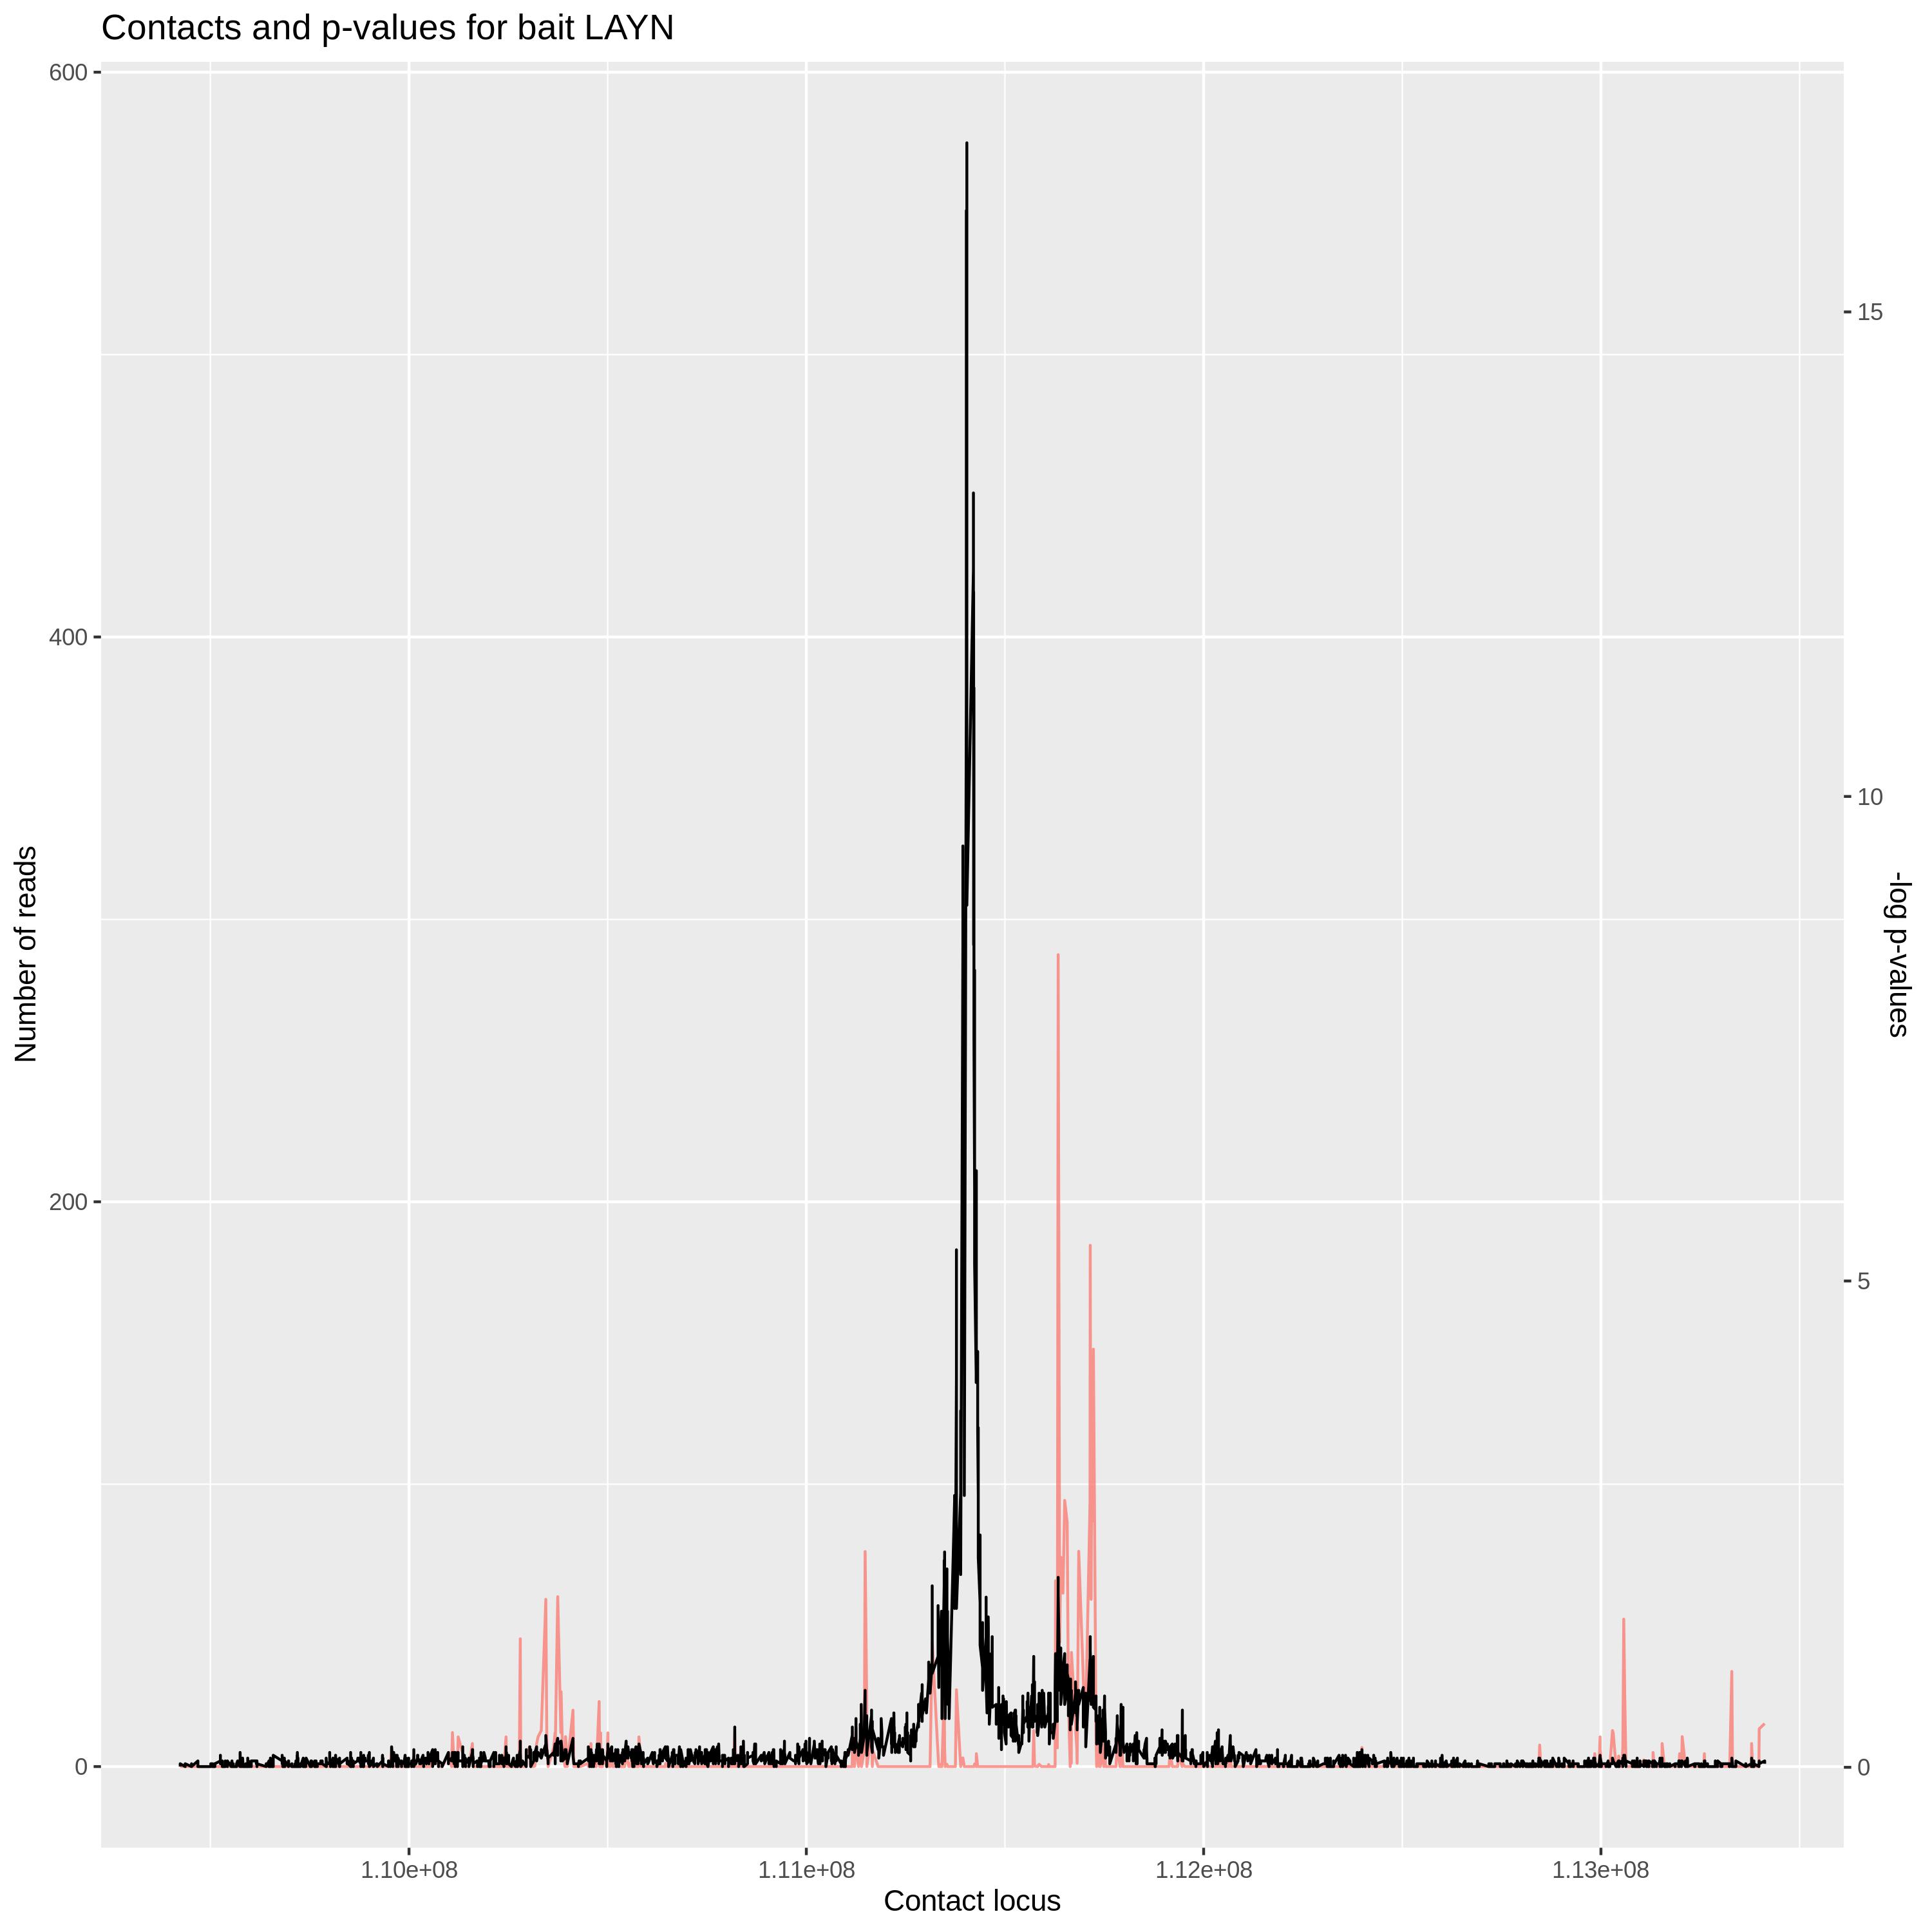 Contacts and p-values for bait LAYN
600
400
200
0
Number of reads
15
10
5
0
-log p-values
1.10e+08
1.11e+08
1.12e+08
1.13e+08
Contact locus